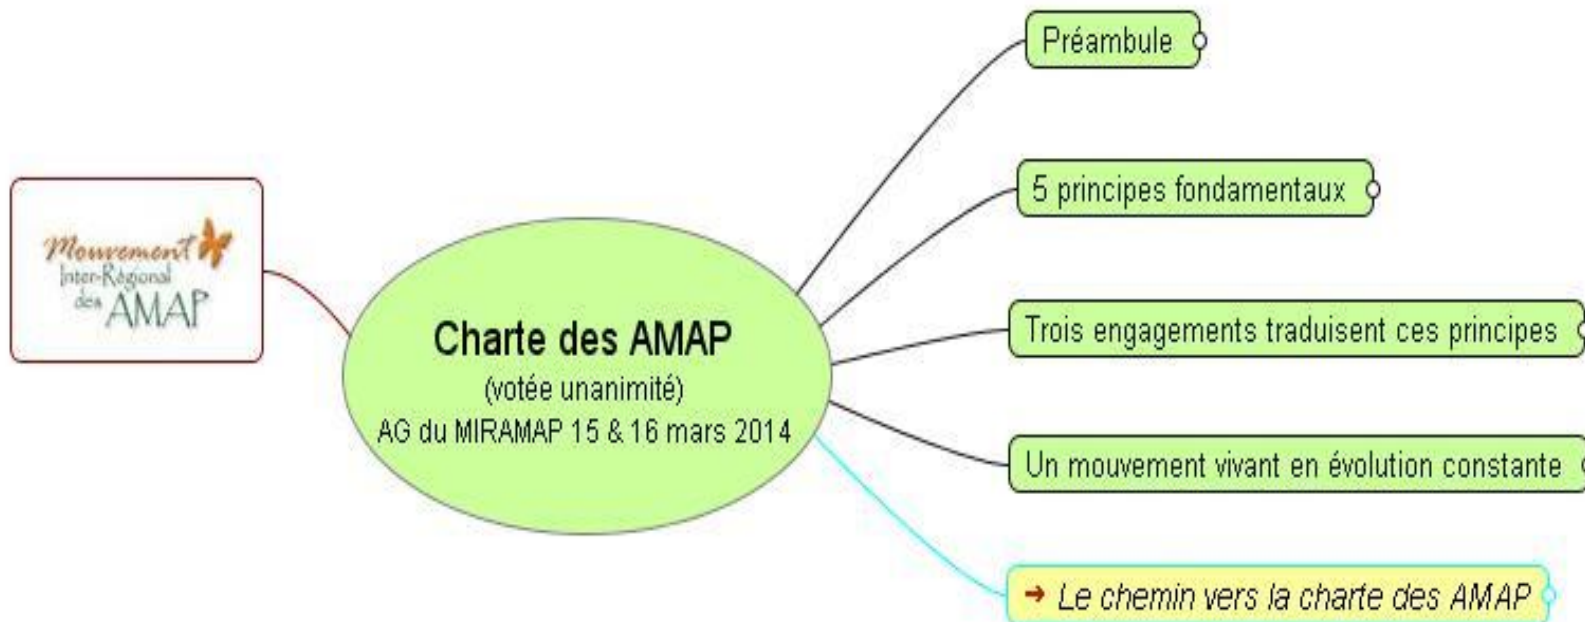 Mouvement
Inter-Régional
des AMAP
Charte des AMAP
(votée unanimité)
AG du MIRAMAP 15 & 16 mars 2014
Préambule
5 principes fondamentaux
Trois engagements traduisent ces principes
Un mouvement vivant en évolution constante
➜ Le chemin vers la charte des AMAP